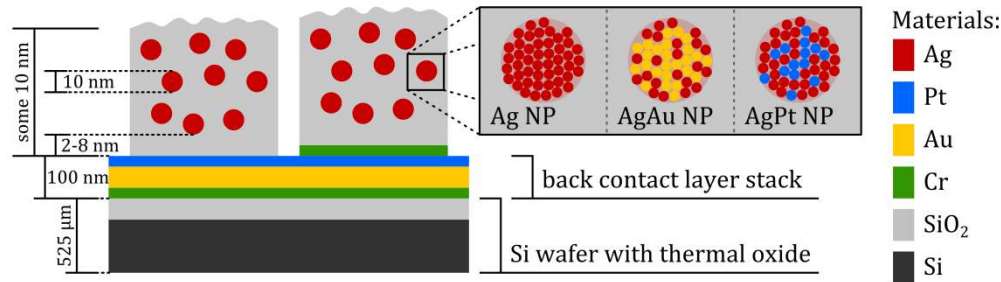 some 10 nm
10 nm
2-8 nm
100 nm
525 μm
Ag NP
AgAu NP
AgPt NP
back contact layer stack
Si wafer with thermal oxide
Materials:
Ag
Pt
Au
Cr
SiO₂
Si